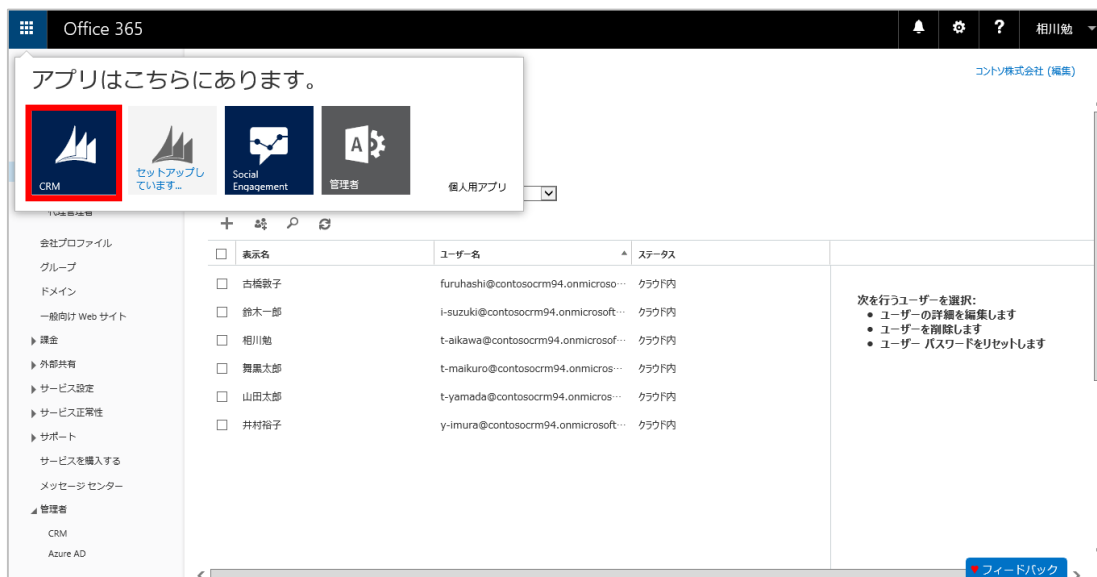 Office 365
?
相川勉
アプリはこちらにあります。
CRM
セットアップし
ています...
Social
Engagement
A
管理者
個人用アプリ
コントソ株式会社 (編集)
代理管理者
会社プロファイル
グループ
ドメイン
一般向け Web サイト
課金
外部共有
サービス設定
サービス正常性
サポート
サービスを購入する
メッセージ センター
管理者
CRM
Azure AD
表示名 ユーザー名 ステータス
古橋敦子 furuhashi@contosocrm94.onmicroso… クラウド内
鈴木一郎 i-suzuki@contosocrm94.onmicrosoft… クラウド内
相川勉 t-aikawa@contosocrm94.onmicrosof… クラウド内
舞黒太郎 t-maikuro@contosocrm94.onmicros… クラウド内
山田太郎 t-yamada@contosocrm94.onmicros… クラウド内
井村裕子 y-imura@contosocrm94.onmicrosoft… クラウド内
次を行うユーザーを選択:
• ユーザーの詳細を編集します
• ユーザーを削除します
• ユーザー パスワードをリセットします
フィードバック